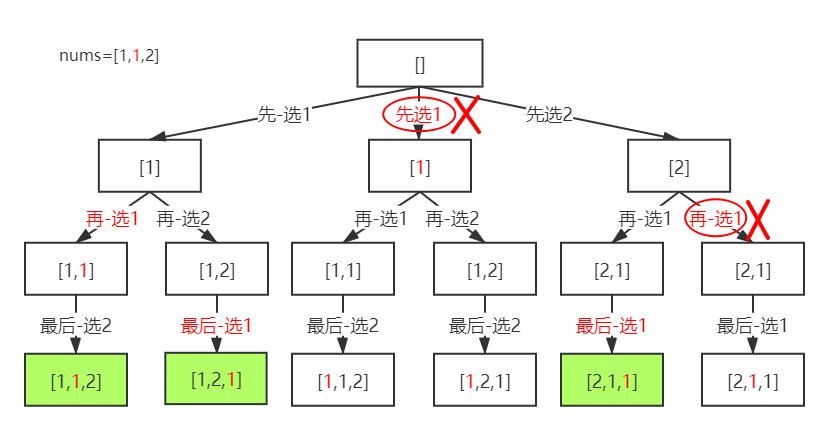 nums=[1,1,2]
[]
先-选1
先选1
先选2
[1]
[1]
[2]
再-选1
再-选2
再-选1
再-选2
再-选1
再-选1
[1,1]
[1,2]
[1,1]
[1,2]
[2,1]
[2,1]
最后-选2
最后-选1
最后-选2
最后-选2
最后-选1
最后-选1
[1,1,2]
[1,2,1]
[1,1,2]
[1,2,1]
[2,1,1]
[2,1,1]